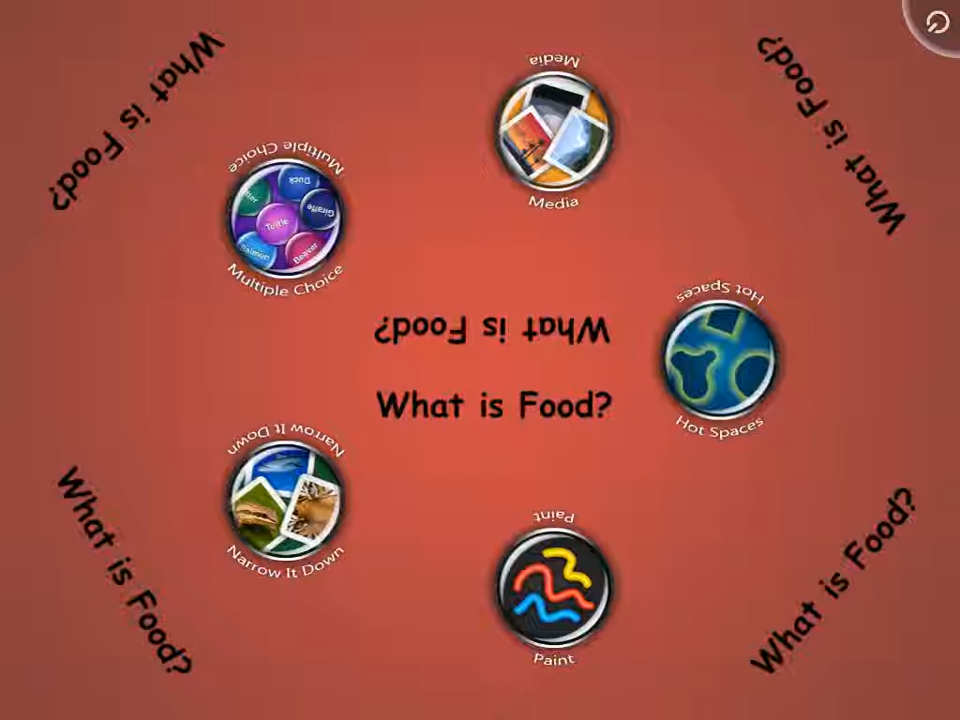 What is Food?
What is Food?
Media
Media
Multiple Choice
Duck
Giraffe
Turtle
Salmon
Beaver
Multiple Choice
Hot Spaces
Hot Spaces
What is Food?
What is Food?
Narrow It Down
Narrow It Down
Paint
Paint
What is Food?
What is Food?